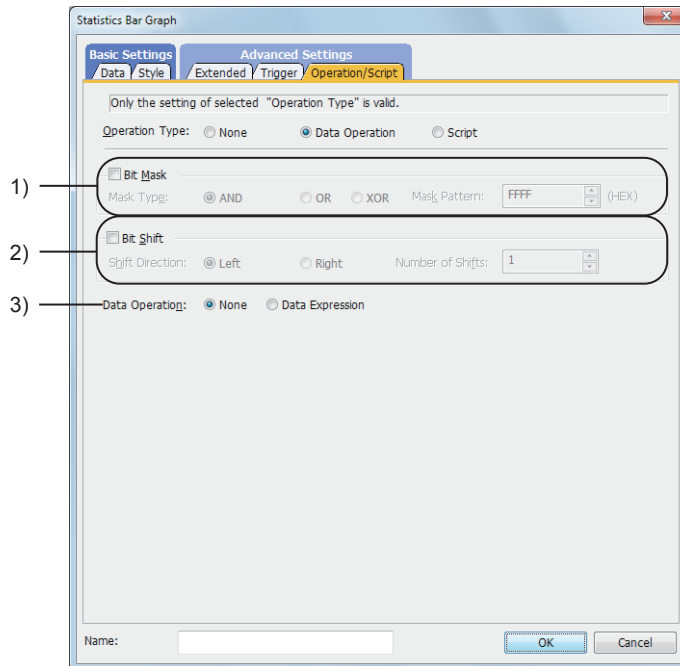 Statistics Bar Graph
Basic Settings Advanced Settings
Data Style Extended Trigger Operation/Script
Only the setting of selected "Operation Type" is valid.
Operation Type: None Data Operation Script
1) Bit Mask
Mask Type: AND OR XOR Mask Pattern: FFFF (HEX)
2) Bit Shift
Shift Direction: Left Right Number of Shifts: 1
3) Data Operation: None Data Expression
Name: OK Cancel